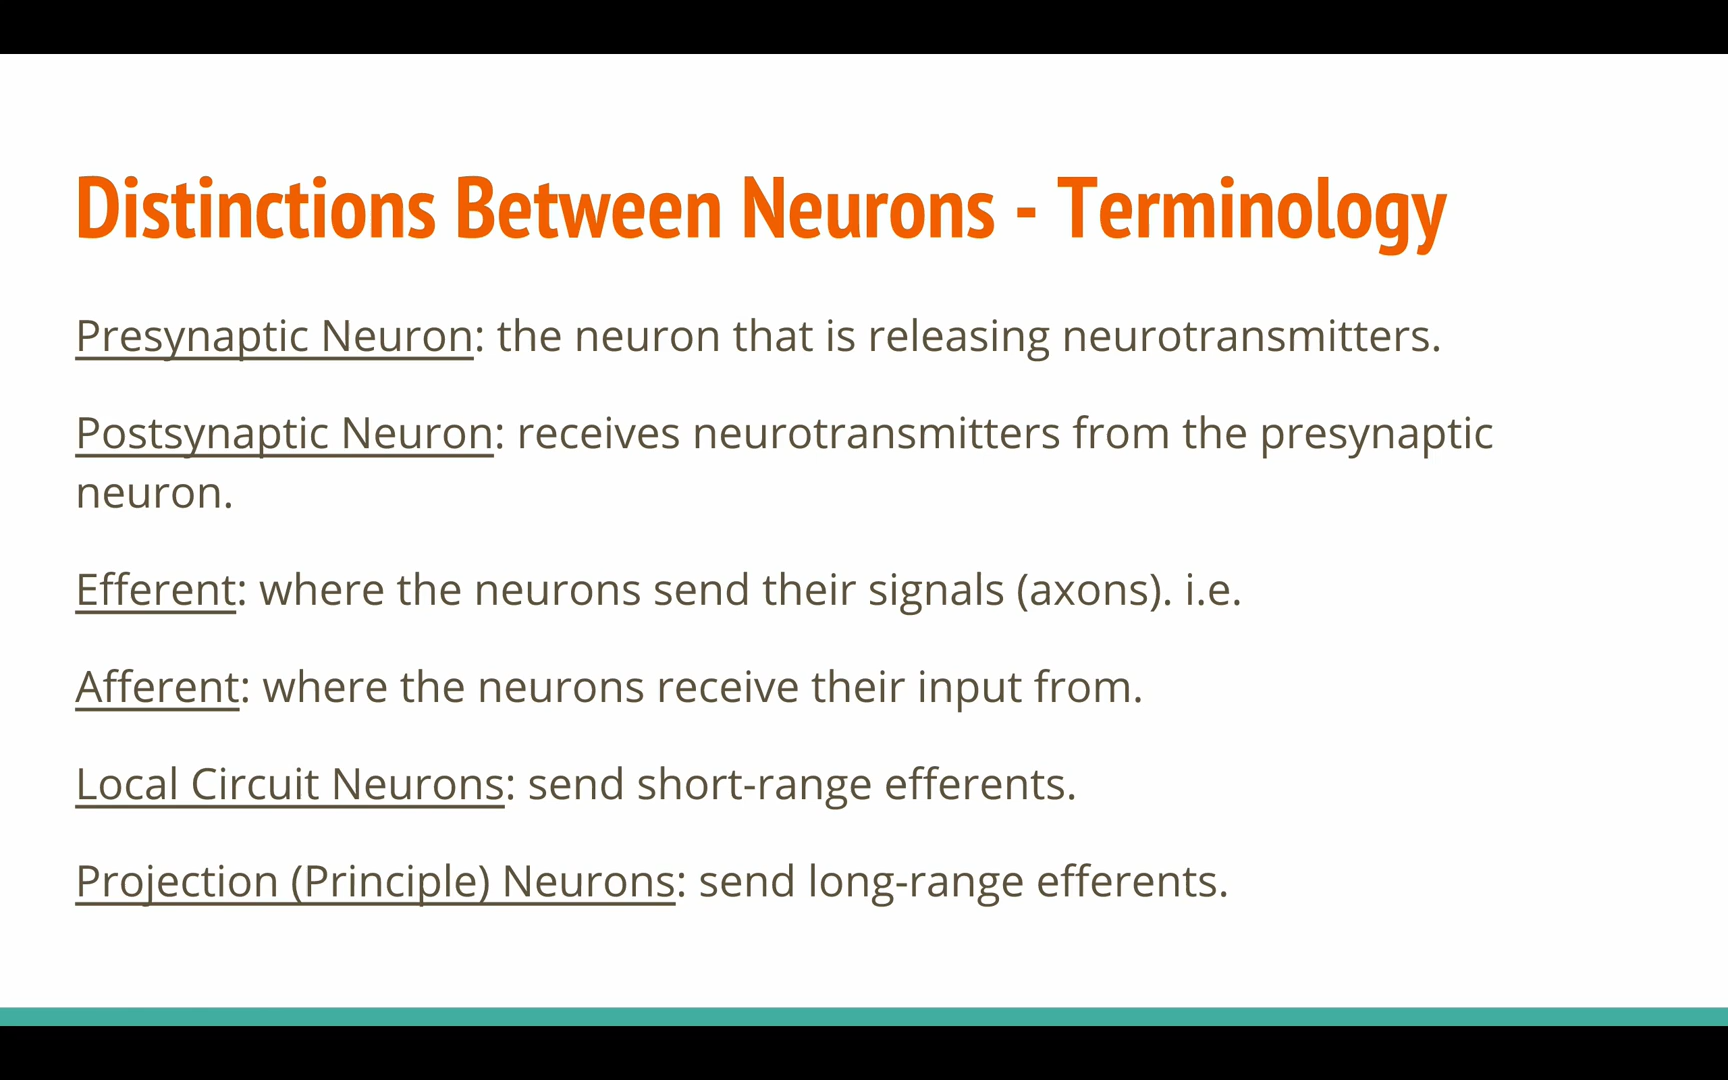 Distinctions Between Neurons - Terminology
Presynaptic Neuron: the neuron that is releasing neurotransmitters.
Postsynaptic Neuron: receives neurotransmitters from the presynaptic
neuron.
Efferent: where the neurons send their signals (axons). i.e.
Afferent: where the neurons receive their input from.
Local Circuit Neurons: send short-range efferents.
Projection (Principle) Neurons: send long-range efferents.